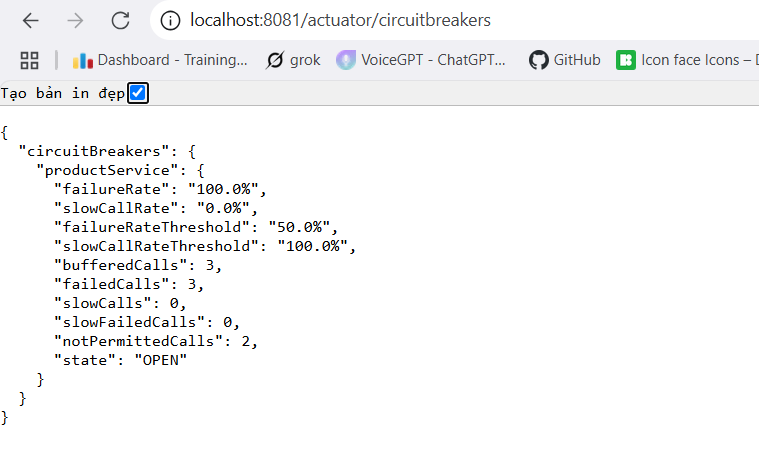 localhost:8081/actuator/circuitbreakers
Dashboard - Training... grok VoiceGPT - ChatGPT... GitHub Icon face Icons –
Tạo bản in đẹp
{
  "circuitBreakers": {
    "productService": {
      "failureRate": "100.0%",
      "slowCallRate": "0.0%",
      "failureRateThreshold": "50.0%",
      "slowCallRateThreshold": "100.0%",
      "bufferedCalls": 3,
      "failedCalls": 3,
      "slowCalls": 0,
      "slowFailedCalls": 0,
      "notPermittedCalls": 2,
      "state": "OPEN"
    }
  }
}